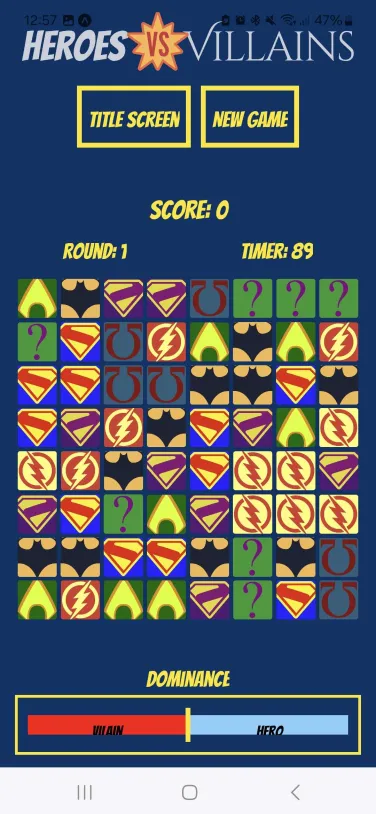 12:57 47%
HEROES VS VILLAINS
TITLE SCREEN NEW GAME
SCORE: 0
ROUND: 1 TIMER: 89
? ? ?
?
?
?
?
DOMINANCE
VILAIN HERO